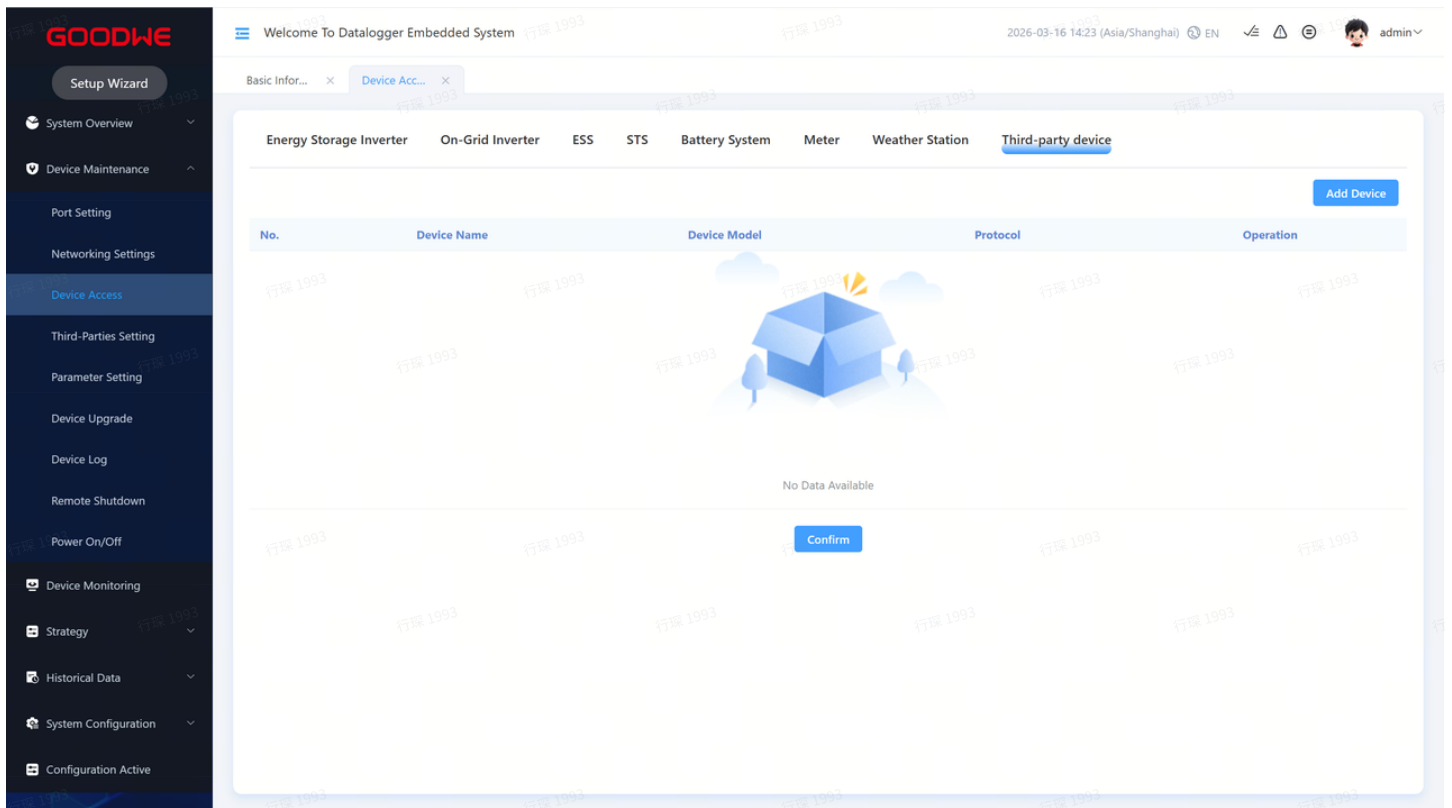 GOODWE
Welcome To Datalogger Embedded System
2026-03-16 14:23 (Asia/Shanghai) EN admin
Setup Wizard
Basic Infor... Device Acc...
System Overview
Device Maintenance
Port Setting
Networking Settings
Device Access
Third-Parties Setting
Parameter Setting
Device Upgrade
Device Log
Remote Shutdown
Power On/Off
Device Monitoring
Strategy
Historical Data
System Configuration
Configuration Active
Energy Storage Inverter On-Grid Inverter ESS STS Battery System Meter Weather Station Third-party device
Add Device
No. Device Name Device Model Protocol Operation
No Data Available
Confirm
行琛 1993